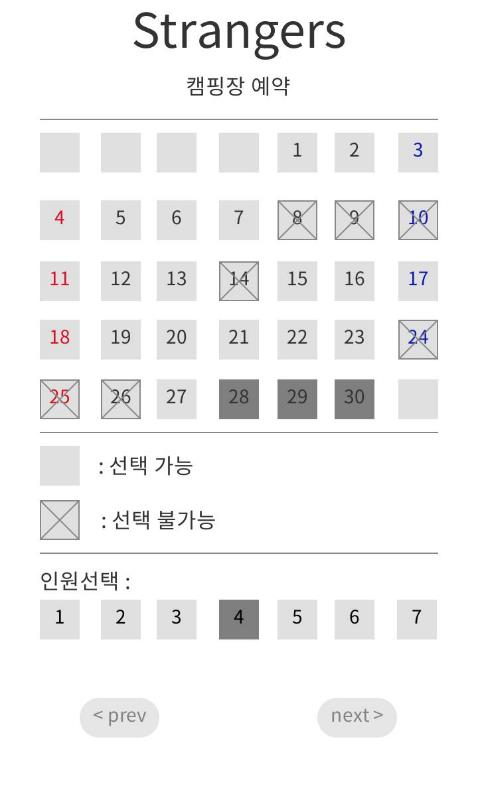 Strangers
캠핑장 예약
1 2 3
4 5 6 7 8 9 10
11 12 13 14 15 16 17
18 19 20 21 22 23 24
25 26 27 28 29 30
: 선택 가능
: 선택 불가능
인원선택 :
1 2 3 4 5 6 7
< prev next >